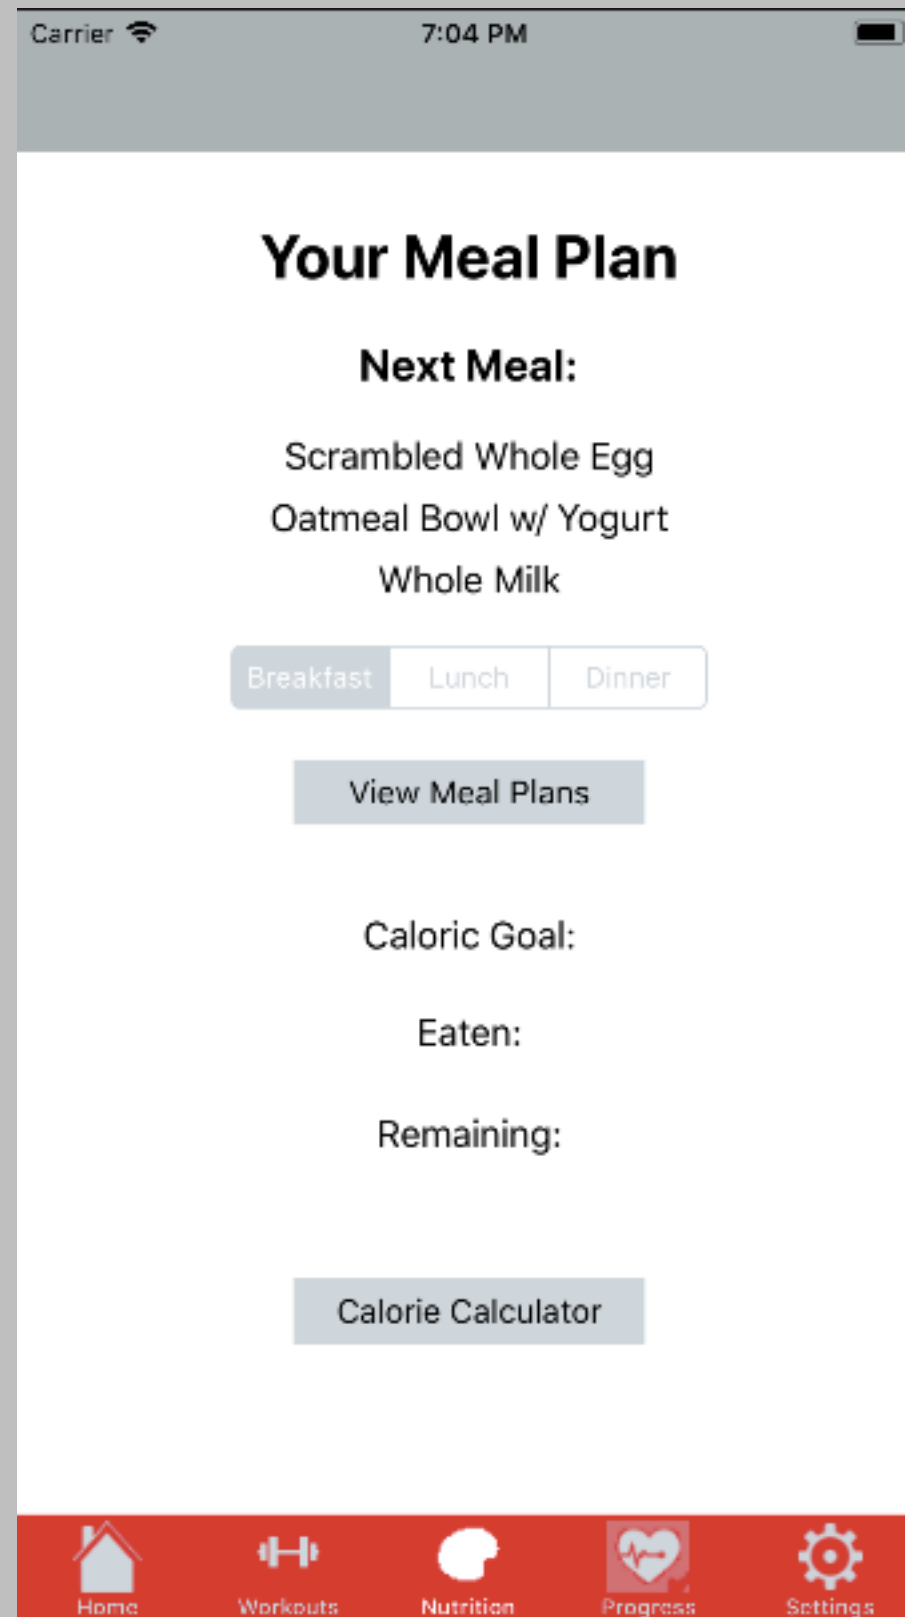 Carrier 7:04 PM
Your Meal Plan
Next Meal:
Scrambled Whole Egg
Oatmeal Bowl w/ Yogurt
Whole Milk
Breakfast Lunch Dinner
View Meal Plans
Caloric Goal:
Eaten:
Remaining:
Calorie Calculator
Home Workouts Nutrition Progress Settings